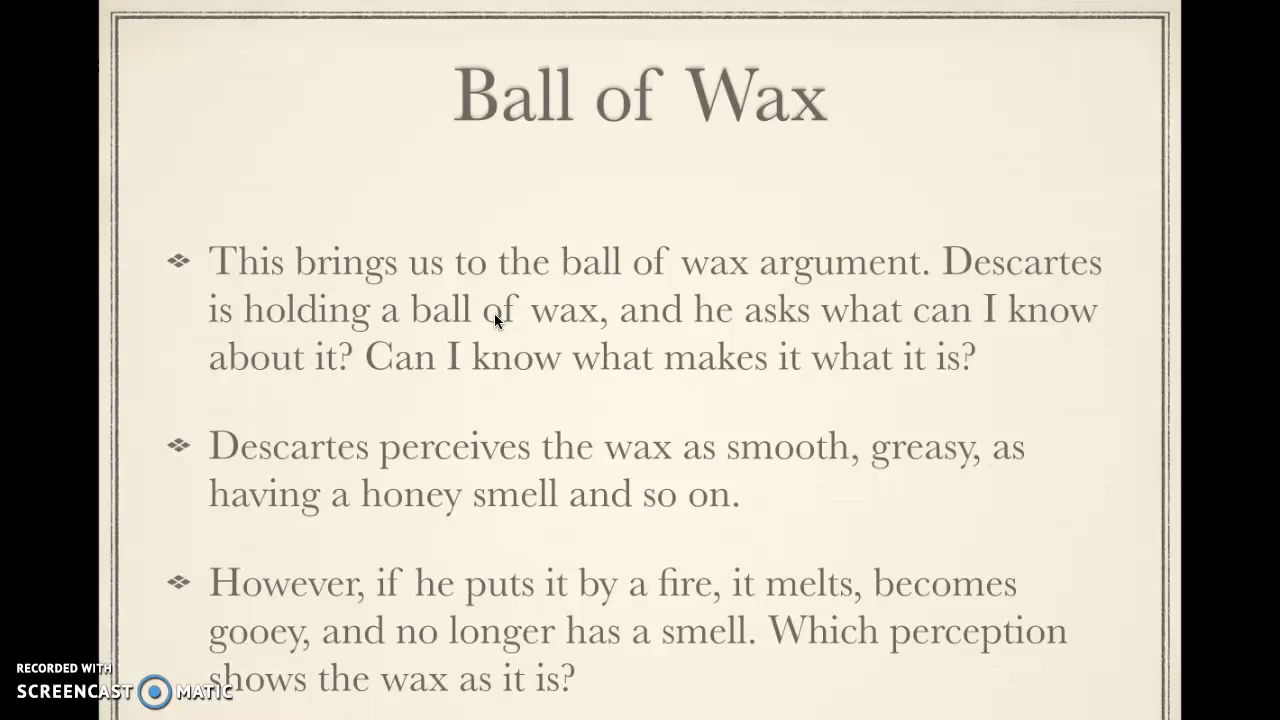 Ball of Wax
This brings us to the ball of wax argument. Descartes
is holding a ball of wax, and he asks what can I know
about it? Can I know what makes it what it is?
Descartes perceives the wax as smooth, greasy, as
having a honey smell and so on.
However, if he puts it by a fire, it melts, becomes
gooey, and no longer has a smell. Which perception
shows the wax as it is?
RECORDED WITH
SCREENCAST MATIC